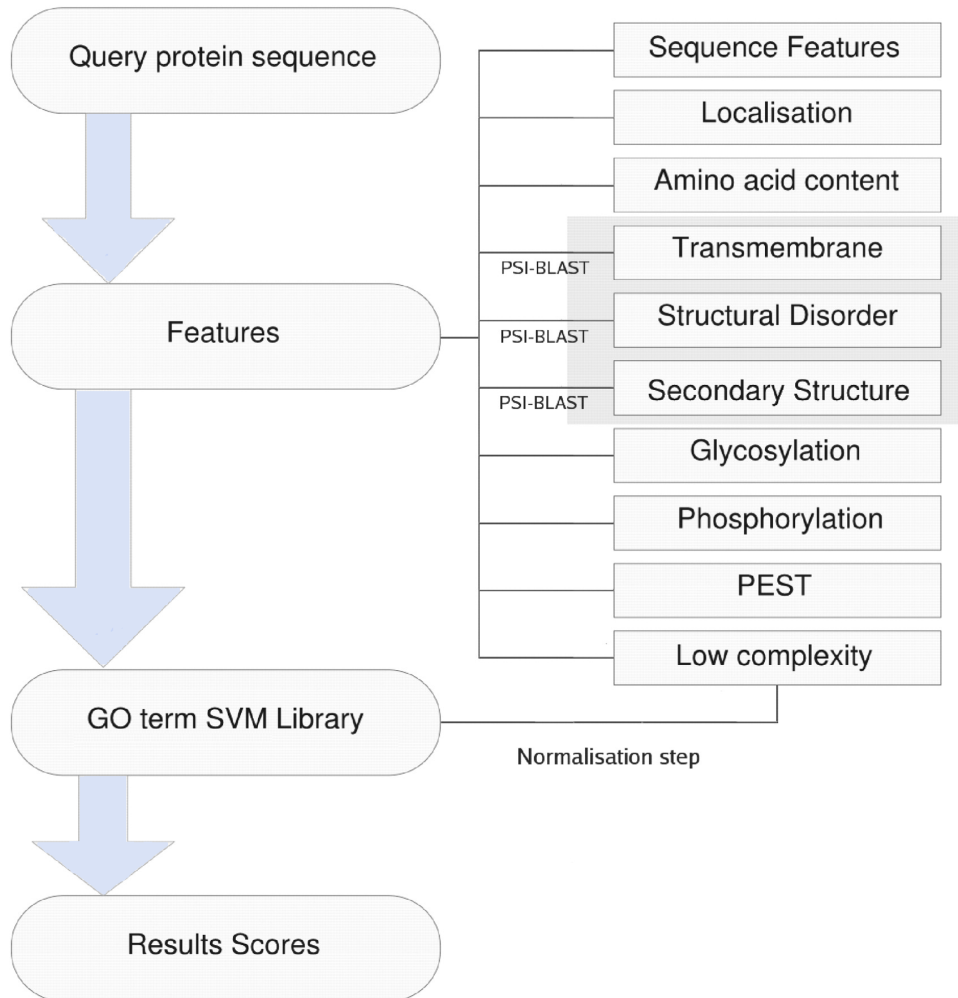 Query protein sequence
Features
GO term SVM Library
Results Scores
Sequence Features
Localisation
Amino acid content
Transmembrane
PSI-BLAST
Structural Disorder
PSI-BLAST
Secondary Structure
PSI-BLAST
Glycosylation
Phosphorylation
PEST
Low complexity
Normalisation step